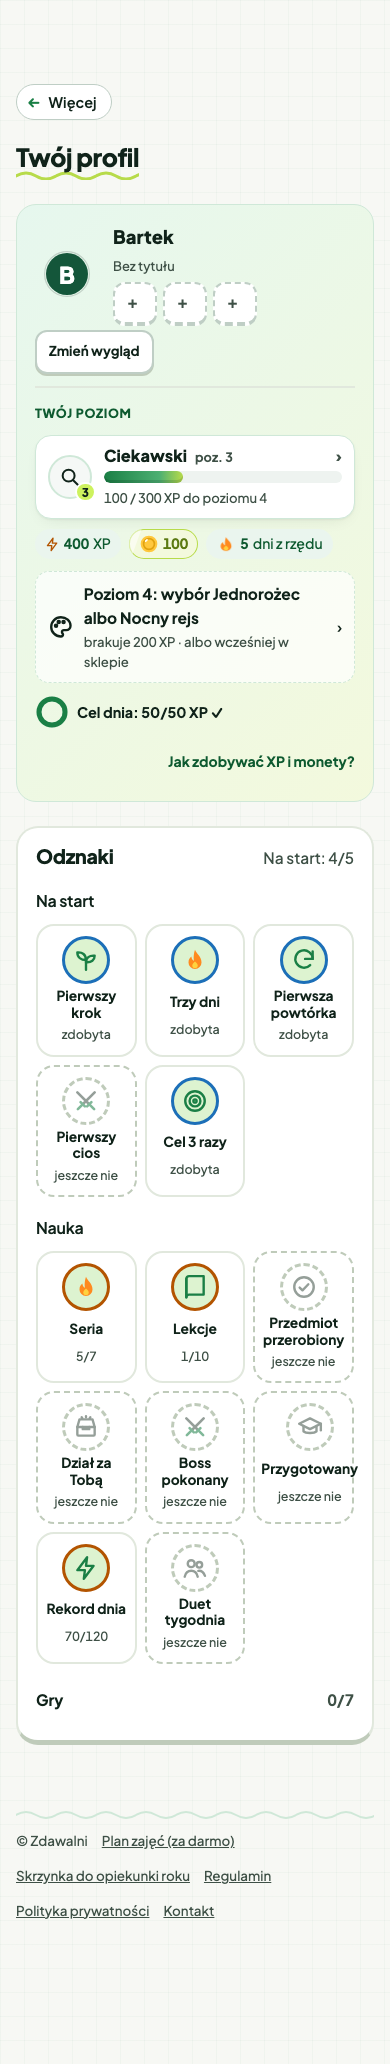 ← Więcej
Twój profil
B
Bartek
Bez tytułu
+ + +
Zmień wygląd
TWÓJ POZIOM
Ciekawski poz. 3 ›
3
100 / 300 XP do poziomu 4
400 XP 100 5 dni z rzędu
Poziom 4: wybór Jednorożec
albo Nocny rejs
brakuje 200 XP · albo wcześniej w
sklepie
›
Cel dnia: 50/50 XP ✓
Jak zdobywać XP i monety?
Odznaki Na start: 4/5
Na start
Pierwszy
krok
zdobyta
Trzy dni
zdobyta
Pierwsza
powtórka
zdobyta
Pierwszy
cios
jeszcze nie
Cel 3 razy
zdobyta
Nauka
Seria
5/7
Lekcje
1/10
Przedmiot
przerobiony
jeszcze nie
Dział za
Tobą
jeszcze nie
Boss
pokonany
jeszcze nie
Przygotowany
jeszcze nie
Rekord dnia
70/120
Duet
tygodnia
jeszcze nie
Gry 0/7
© Zdawalni Plan zajęć (za darmo)
Skrzynka do opiekunki roku Regulamin
Polityka prywatności Kontakt